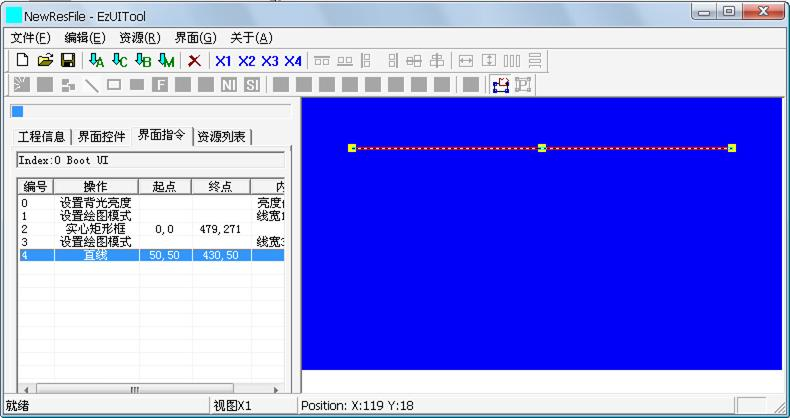 NewResFile - EzUITool
文件(F) 编辑(E) 资源(R) 界面(G) 关于(A)
A C B M X1 X2 X3 X4
F NI SI
工程信息 界面控件 界面指令 资源列表
Index:0 Boot UI
编号 操作 起点 终点
0 设置背光亮度 亮度
1 设置绘图模式 线宽1
2 实心矩形框 0,0 479,271
3 设置绘图模式 线宽3
4 直线 50,50 430,50
就绪 视图X1 Position: X:119 Y:18